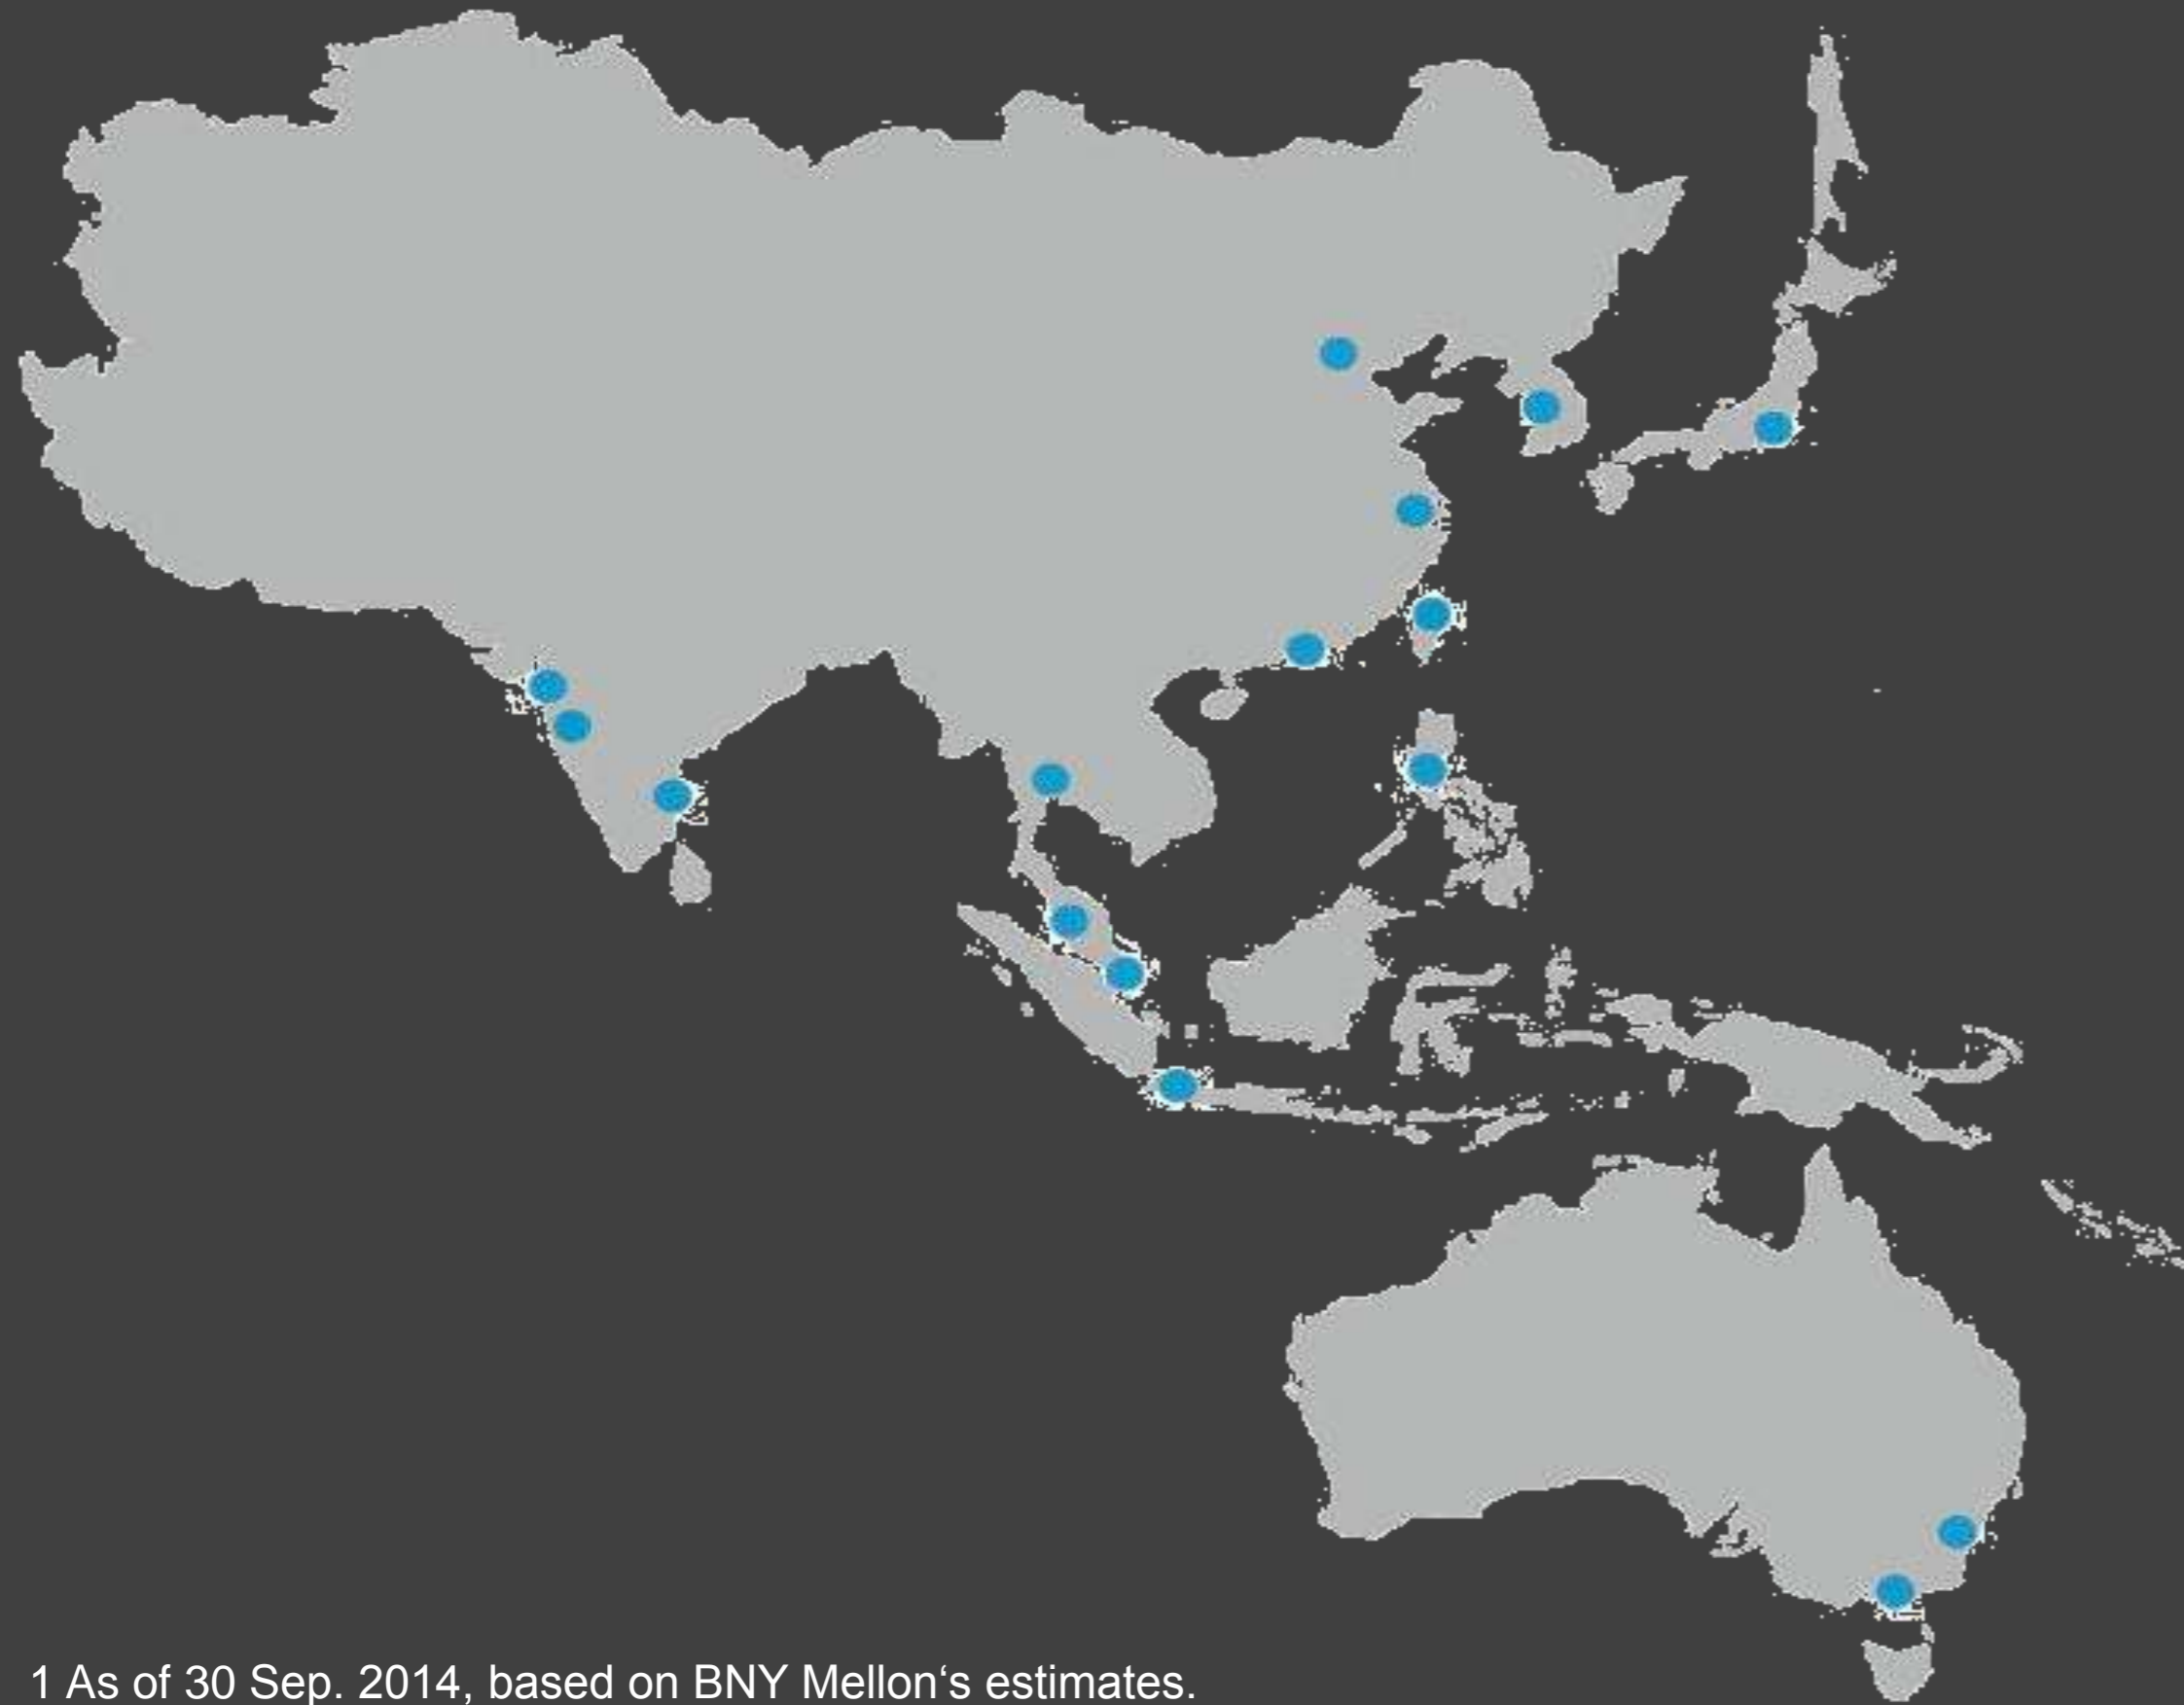 1 As of 30 Sep. 2014, based on BNY Mellon‘s estimates.